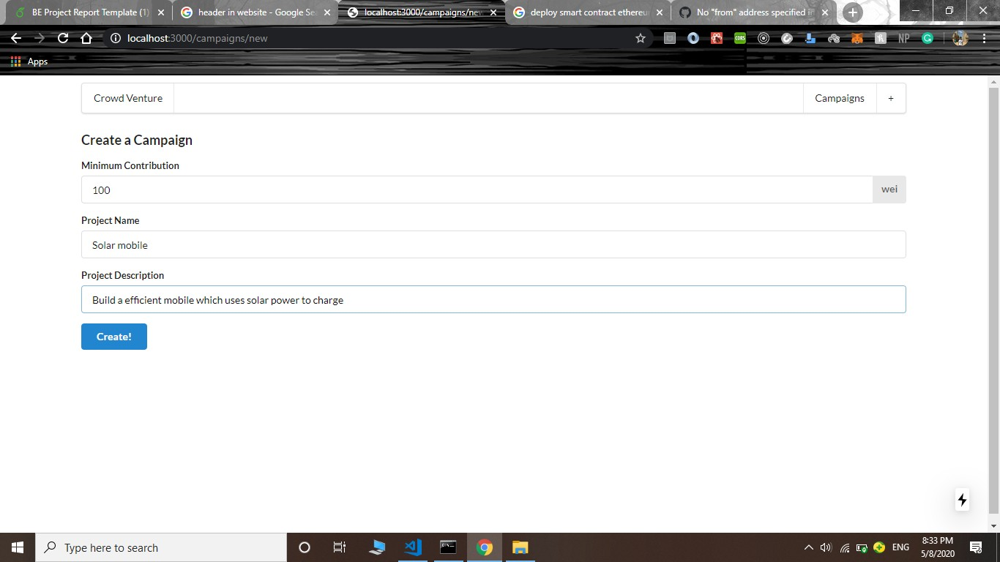 BE Project Report Template (1)
header in website - Google Se
localhost:3000/campaigns/nev
deploy smart contract ethereu
No "from" address specified in
localhost:3000/campaigns/new
CORS
NP
Apps
Crowd Venture
Campaigns
+
Create a Campaign
Minimum Contribution
100
wei
Project Name
Solar mobile
Project Description
Build a efficient mobile which uses solar power to charge
Create!
Type here to search
ENG
8:33 PM
5/8/2020